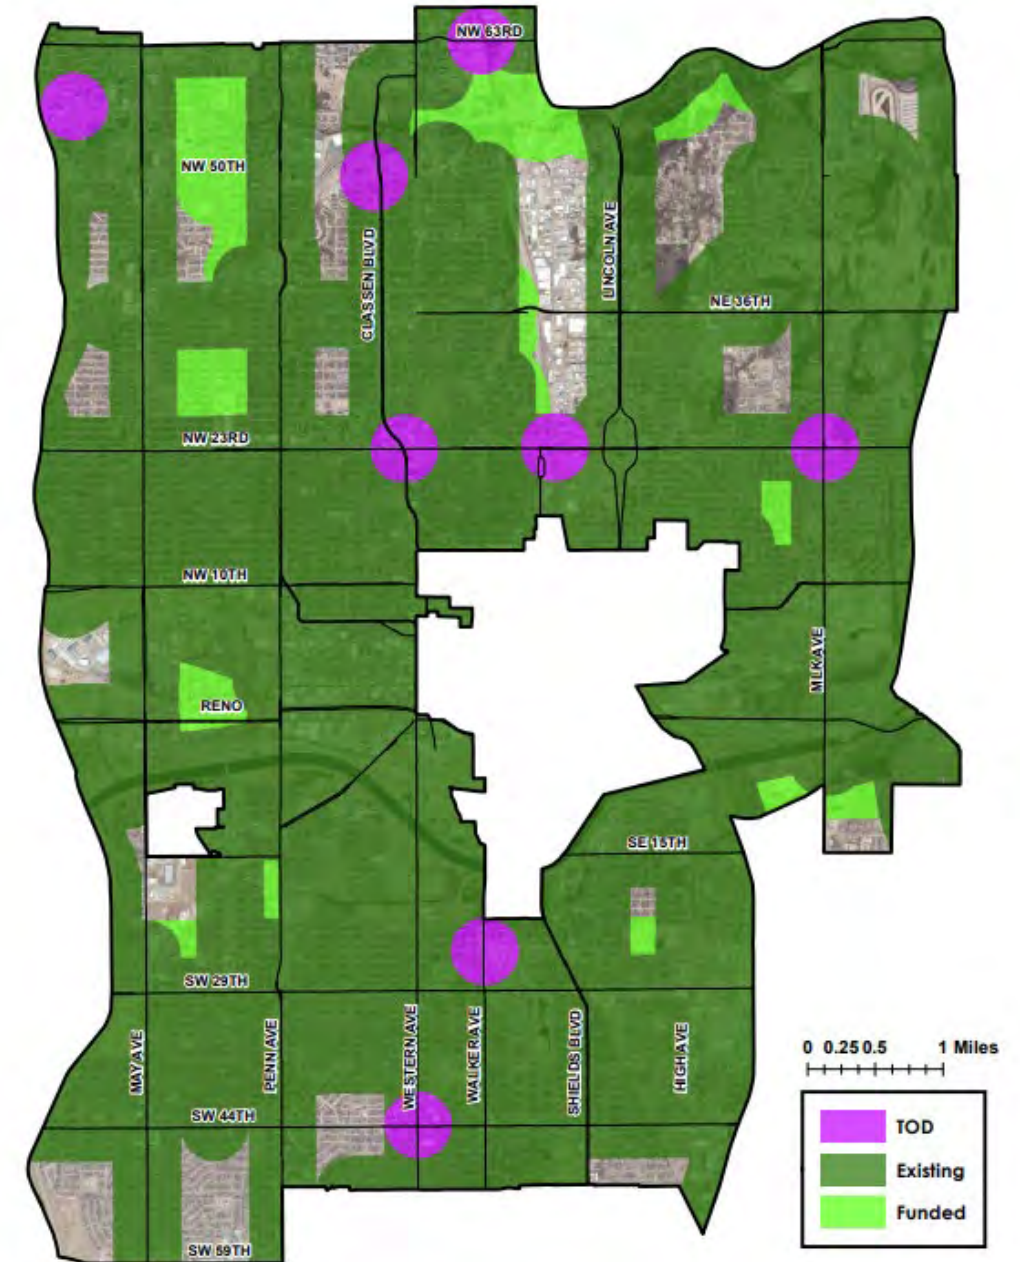 NW 63RD
NW 50TH
CLASSEN BLVD
LINCOLN AVE
NE 36TH
NW 23RD
NW 10TH
MLK AVE
RENO
SE 15TH
SW 29TH
MAY AVE
PENN AVE
WESTERN AVE
WALKER AVE
SHIELDS BLVD
HIGH AVE
0 0.25 0.5 1 Miles
SW 44TH
TOD
Existing
Funded
SW 59TH